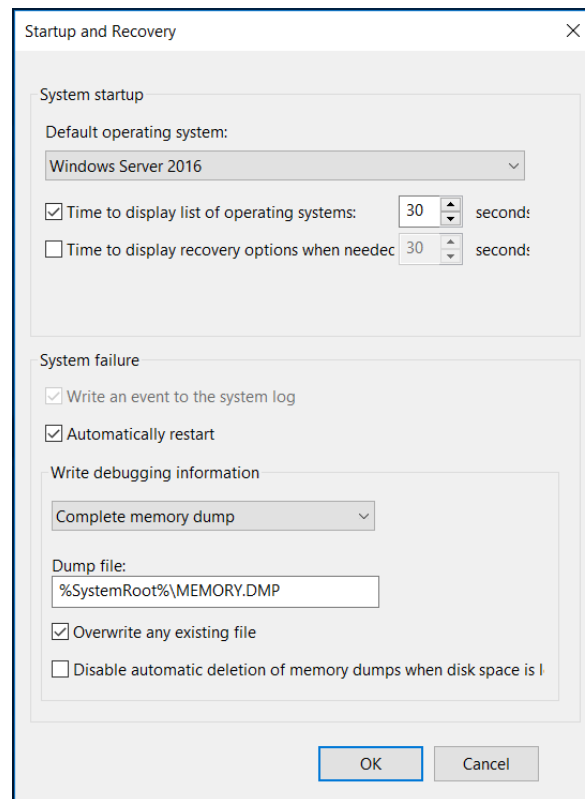 Startup and Recovery
System startup
Default operating system:
Windows Server 2016
Time to display list of operating systems: 30 seconds
Time to display recovery options when needec 30 seconds
System failure
Write an event to the system log
Automatically restart
Write debugging information
Complete memory dump
Dump file:
%SystemRoot%\MEMORY.DMP
Overwrite any existing file
Disable automatic deletion of memory dumps when disk space is
OK Cancel